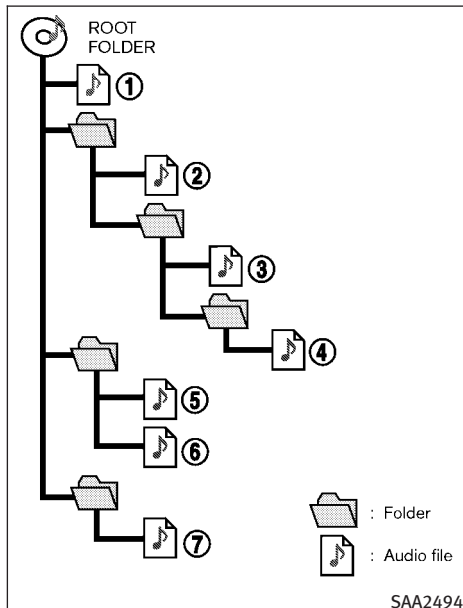 ROOT
FOLDER
①
②
③
④
⑤
⑥
⑦
: Folder
: Audio file
SAA2494